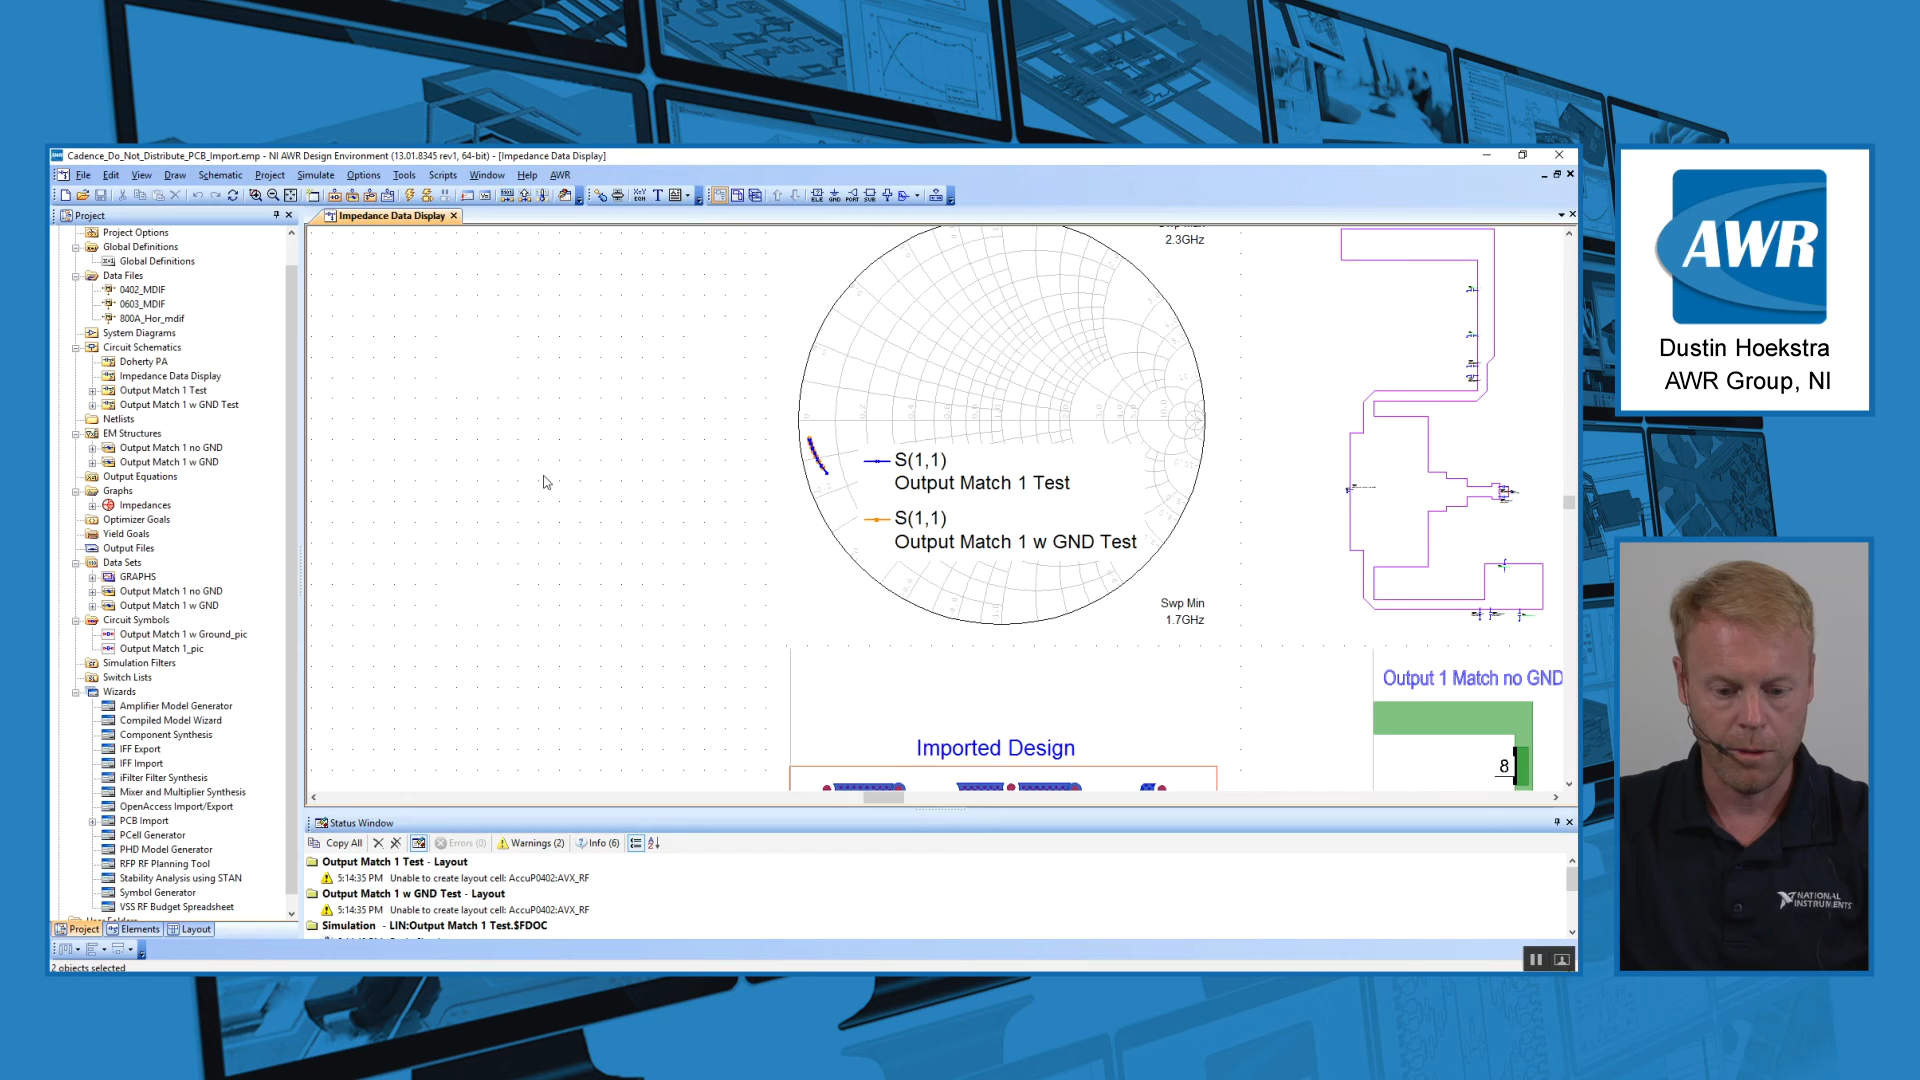 Cadence_Do_Not_Distribute_PCB_Import.emp - NI AWR Design Environment (13.01.8345 rev1, 64-bit) - [Impedance Data Display]
File Edit View Draw Schematic Project Simulate Options Tools Scripts Window Help AWR
Project
Impedance Data Display
Project Options
Global Definitions
Global Definitions
Data Files
0402_MDIF
0603_MDIF
800A_Hor_mdif
System Diagrams
Circuit Schematics
Doherty PA
Impedance Data Display
Output Match 1 Test
Output Match 1 w GND Test
Netlists
EM Structures
Output Match 1 no GND
Output Match 1 w GND
Output Equations
Graphs
Impedances
Optimizer Goals
Yield Goals
Output Files
Data Sets
GRAPHS
Output Match 1 no GND
Output Match 1 w GND
Circuit Symbols
Output Match 1 w Ground_pic
Output Match 1_pic
Simulation Filters
Switch Lists
Wizards
Amplifier Model Generator
Compiled Model Wizard
Component Synthesis
IFF Export
IFF Import
iFilter Filter Synthesis
Mixer and Multiplier Synthesis
OpenAccess Import/Export
PCB Import
PCell Generator
PHD Model Generator
RFP RF Planning Tool
Stability Analysis using STAN
Symbol Generator
VSS RF Budget Spreadsheet
Project Elements Layout
2 objects selected
2.3GHz
S(1,1)
Output Match 1 Test
S(1,1)
Output Match 1 w GND Test
Swp Min
1.7GHz
Imported Design
Output 1 Match no GND
8
Status Window
Copy All Errors (0) Warnings (2) Info (6)
Output Match 1 Test - Layout
5:14:35 PM Unable to create layout cell: AccuP0402:AVX_RF
Output Match 1 w GND Test - Layout
5:14:35 PM Unable to create layout cell: AccuP0402:AVX_RF
Simulation - LIN:Output Match 1 Test.$FDOC
AWR
Dustin Hoekstra
AWR Group, NI
NATIONAL
INSTRUMENTS